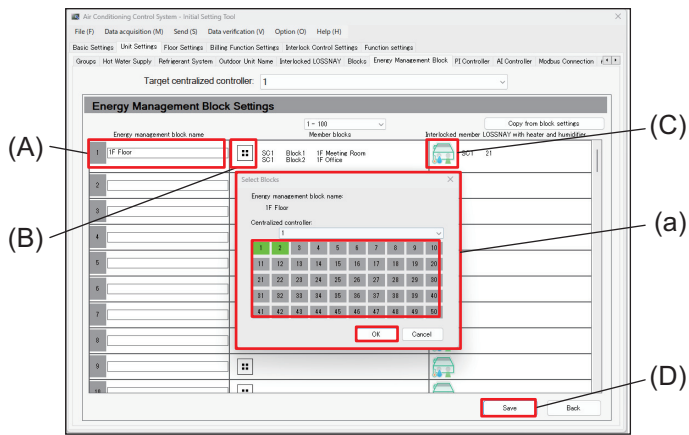 Air Conditioning Control System - Initial Setting Tool
File (F) Data acquisition (M) Send (S) Data verification (V) Option (O) Help (H)
Basic Settings Unit Settings Floor Settings Billing Function Settings Interlock Control Settings Function settings
Groups Hot Water Supply Refrigerant System Outdoor Unit Name Interlocked LOSSNAY Blocks Energy Management Block PI Controller AI Controller Modbus Connection
Target centralized controller: 1
Energy Management Block Settings
1 - 100 Copy from block settings
Energy management block name Member blocks Interlocked member LOSSNAY with heater and humidifier
(A) 1 1F Floor SC1 Block1 1F Meeting Room SC1 21 (C)
SC1 Block2 1F Office
2
3
4
5
6
7
8
9
10
(B)
Select Blocks
Energy management block name:
1F Floor
Centralized controller:
1
1 2 3 4 5 6 7 8 9 10
11 12 13 14 15 16 17 18 19 20
21 22 23 24 25 26 27 28 29 30
31 32 33 34 35 36 37 38 39 40
41 42 43 44 45 46 47 48 49 50
OK Cancel
(a)
Save Back (D)